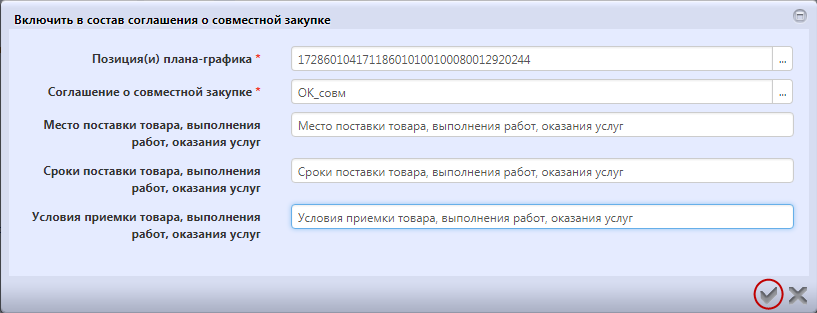 Включить в состав соглашения о совместной закупке
Позиция(и) плана-графика * 172860104171186010100100080012920244 ...
Соглашение о совместной закупке * ОК_совм ...
Место поставки товара, выполнения Место поставки товара, выполнения работ, оказания услуг
работ, оказания услуг
Сроки поставки товара, выполнения Сроки поставки товара, выполнения работ, оказания услуг
работ, оказания услуг
Условия приемки товара, выполнения Условия приемки товара, выполнения работ, оказания услуг
работ, оказания услуг